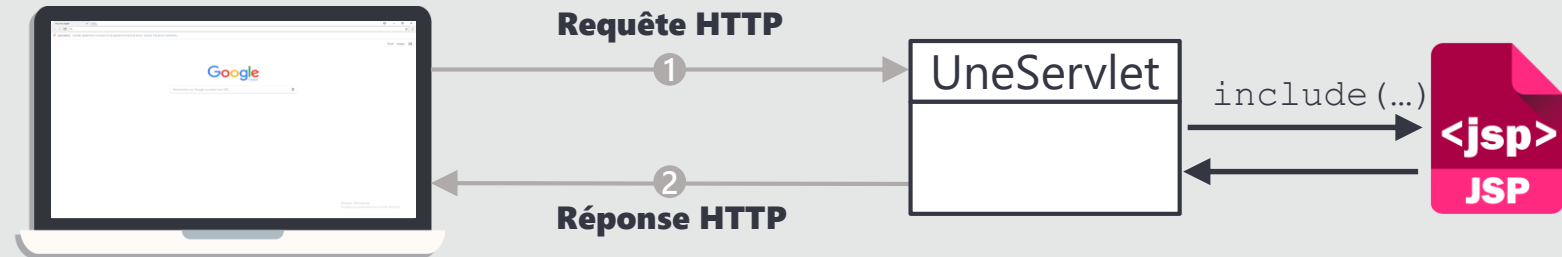 Requête HTTP
1
Google
UneServlet
include(…)
<jsp>
JSP
2
Réponse HTTP